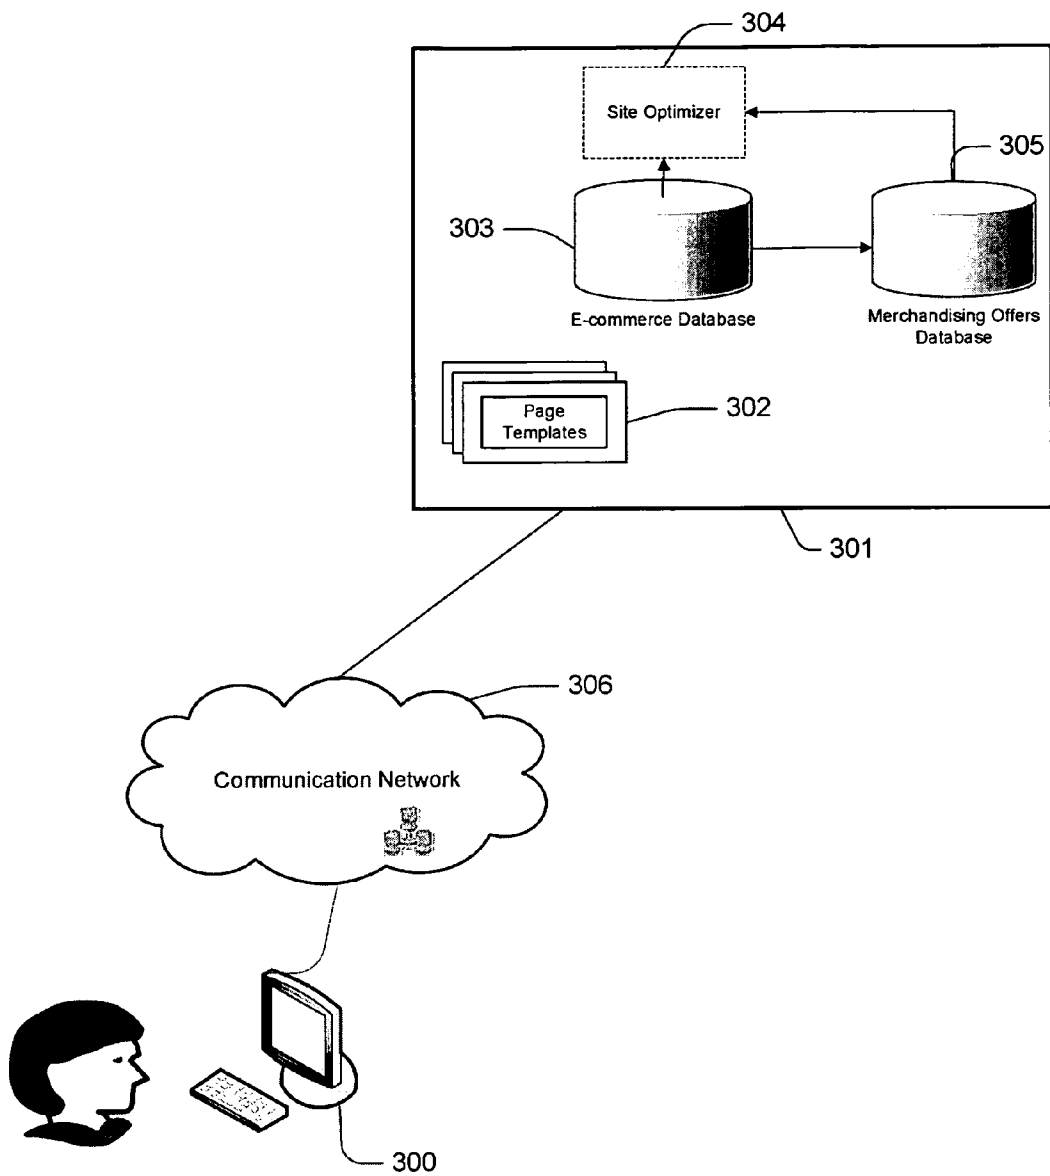 304
Site Optimizer
305
303
E-commerce Database
Merchandising Offers
Database
Page
Templates
302
301
306
Communication Network
300